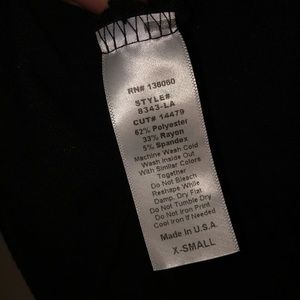 RN# 136060
STYLE#
8343-LA
CUT# 14479
62% Polyester
33% Rayon
5% Spandex
Machine Wash Cold
Wash Inside Out
With Similar Colors
Together
Do Not Bleach
Reshape While
Damp, Dry Flat
Do Not Tumble Dry
Do Not Iron Print
Cool Iron If Needed
Made In U.S.A.
X-SMALL